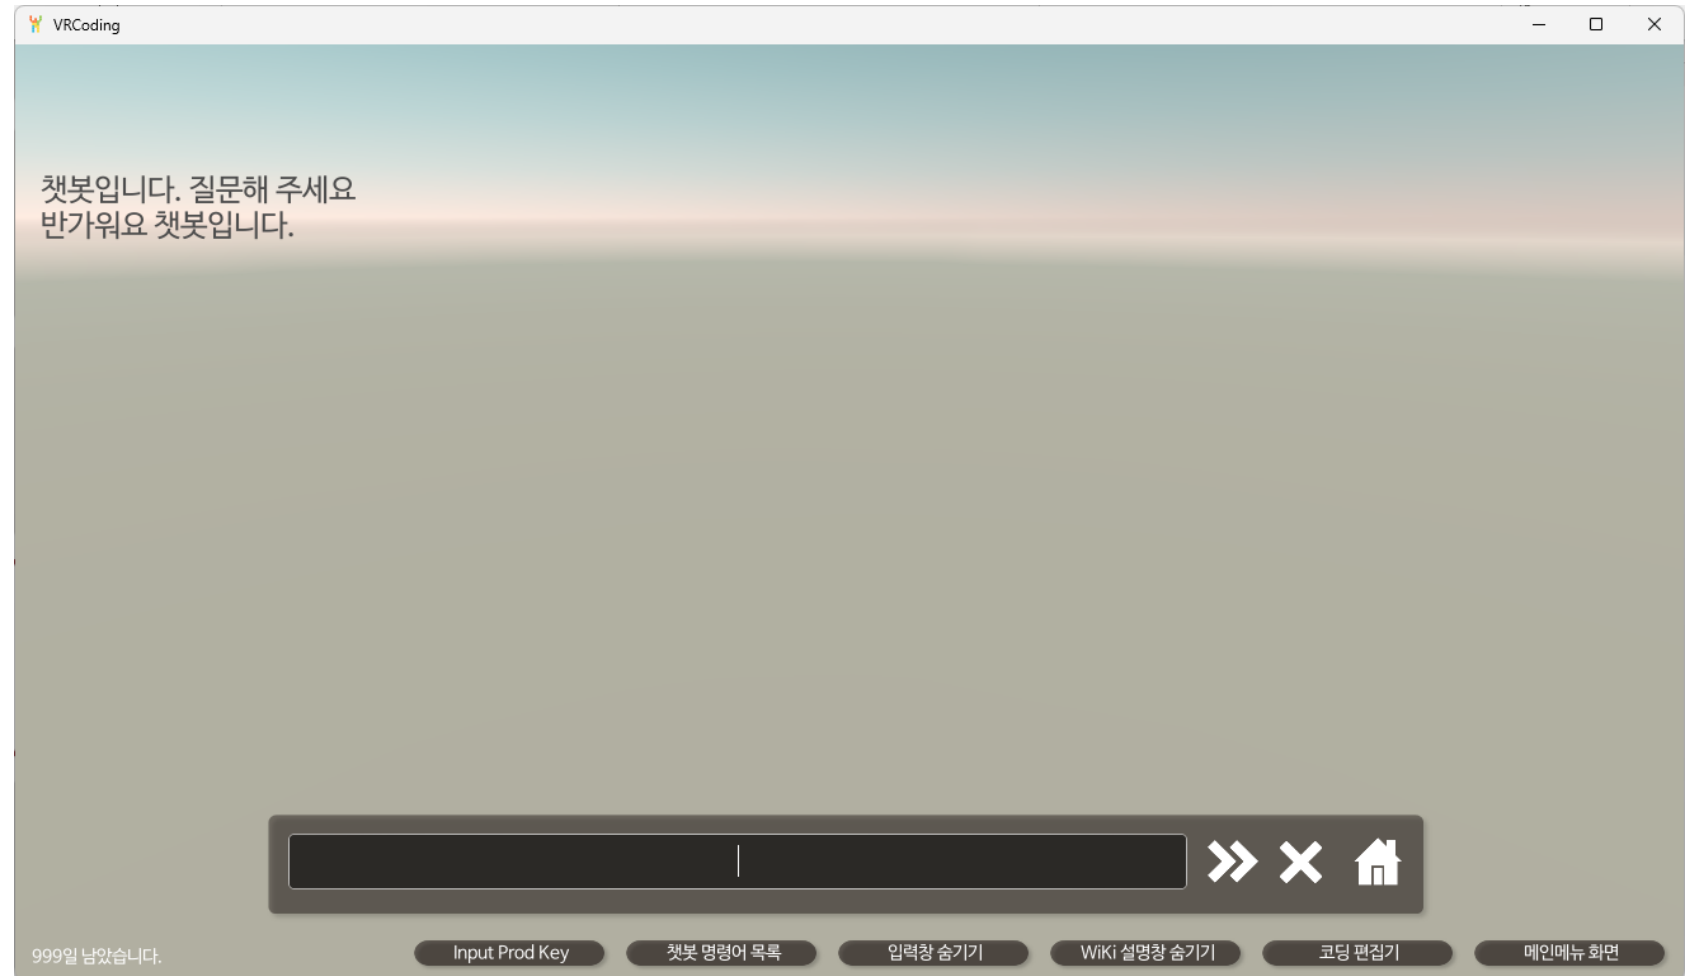 VRCoding
챗봇입니다. 질문해 주세요
반가워요 챗봇입니다.
999일 남았습니다.
Input Prod Key
챗봇 명령어 목록
입력창 숨기기
WiKi 설명창 숨기기
코딩 편집기
메인메뉴 화면